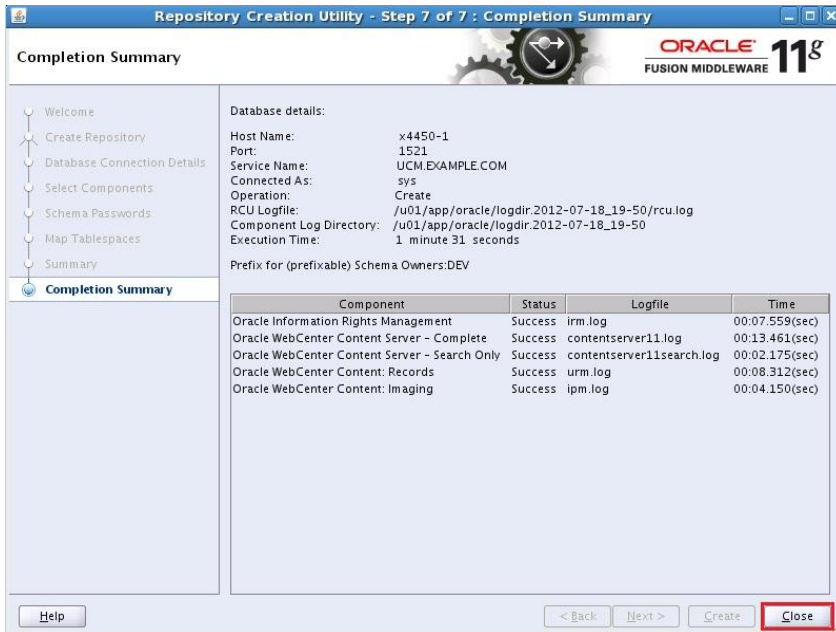 Repository Creation Utility - Step 7 of 7 : Completion Summary
Completion Summary
ORACLE
FUSION MIDDLEWARE
11g
Welcome
Create Repository
Database Connection Details
Select Components
Schema Passwords
Map Tablespaces
Summary
Completion Summary
Database details:
Host Name: x4450-1
Port: 1521
Service Name: UCM.EXAMPLE.COM
Connected As: sys
Operation: Create
RCU Logfile: /u01/app/oracle/logdir.2012-07-18_19-50/rcu.log
Component Log Directory: /u01/app/oracle/logdir.2012-07-18_19-50
Execution Time: 1 minute 31 seconds
Prefix for (prefixable) Schema Owners:DEV
Component Status Logfile Time
Oracle Information Rights Management Success irm.log 00:07.559(sec)
Oracle WebCenter Content Server - Complete Success contentserver11.log 00:13.461(sec)
Oracle WebCenter Content Server - Search Only Success contentserver11search.log 00:02.175(sec)
Oracle WebCenter Content: Records Success urm.log 00:08.312(sec)
Oracle WebCenter Content: Imaging Success ipm.log 00:04.150(sec)
Help
< Back Next > Create Close